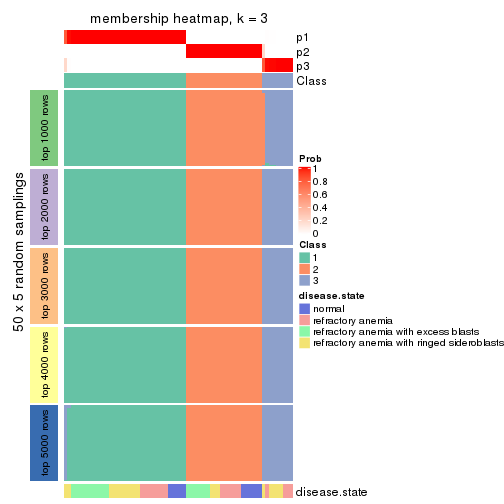 membership heatmap, k = 3
p1
p2
p3
Class
50 x 5 random samplings
top 1000 rows
top 2000 rows
top 3000 rows
top 4000 rows
top 5000 rows
Prob
1
0.8
0.6
0.4
0.2
0
Class
1
2
3
disease.state
normal
refractory anemia
refractory anemia with excess blasts
refractory anemia with ringed sideroblasts
disease.state